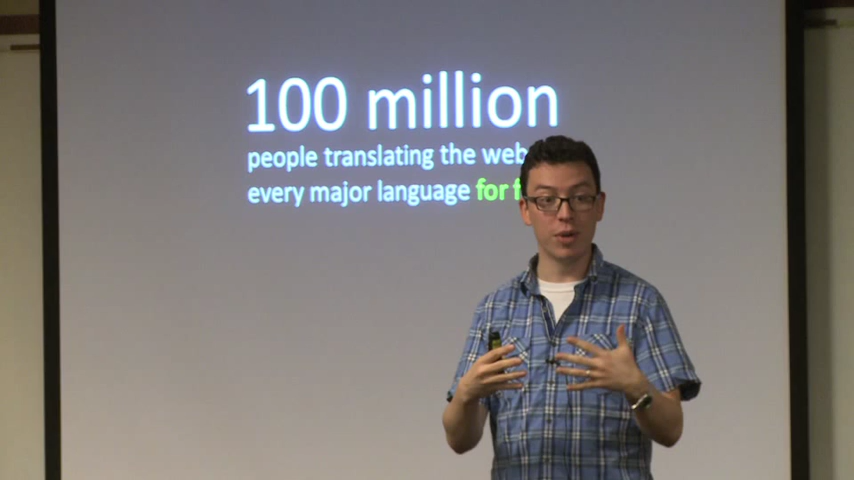 100 million
people translating the web
every major language for